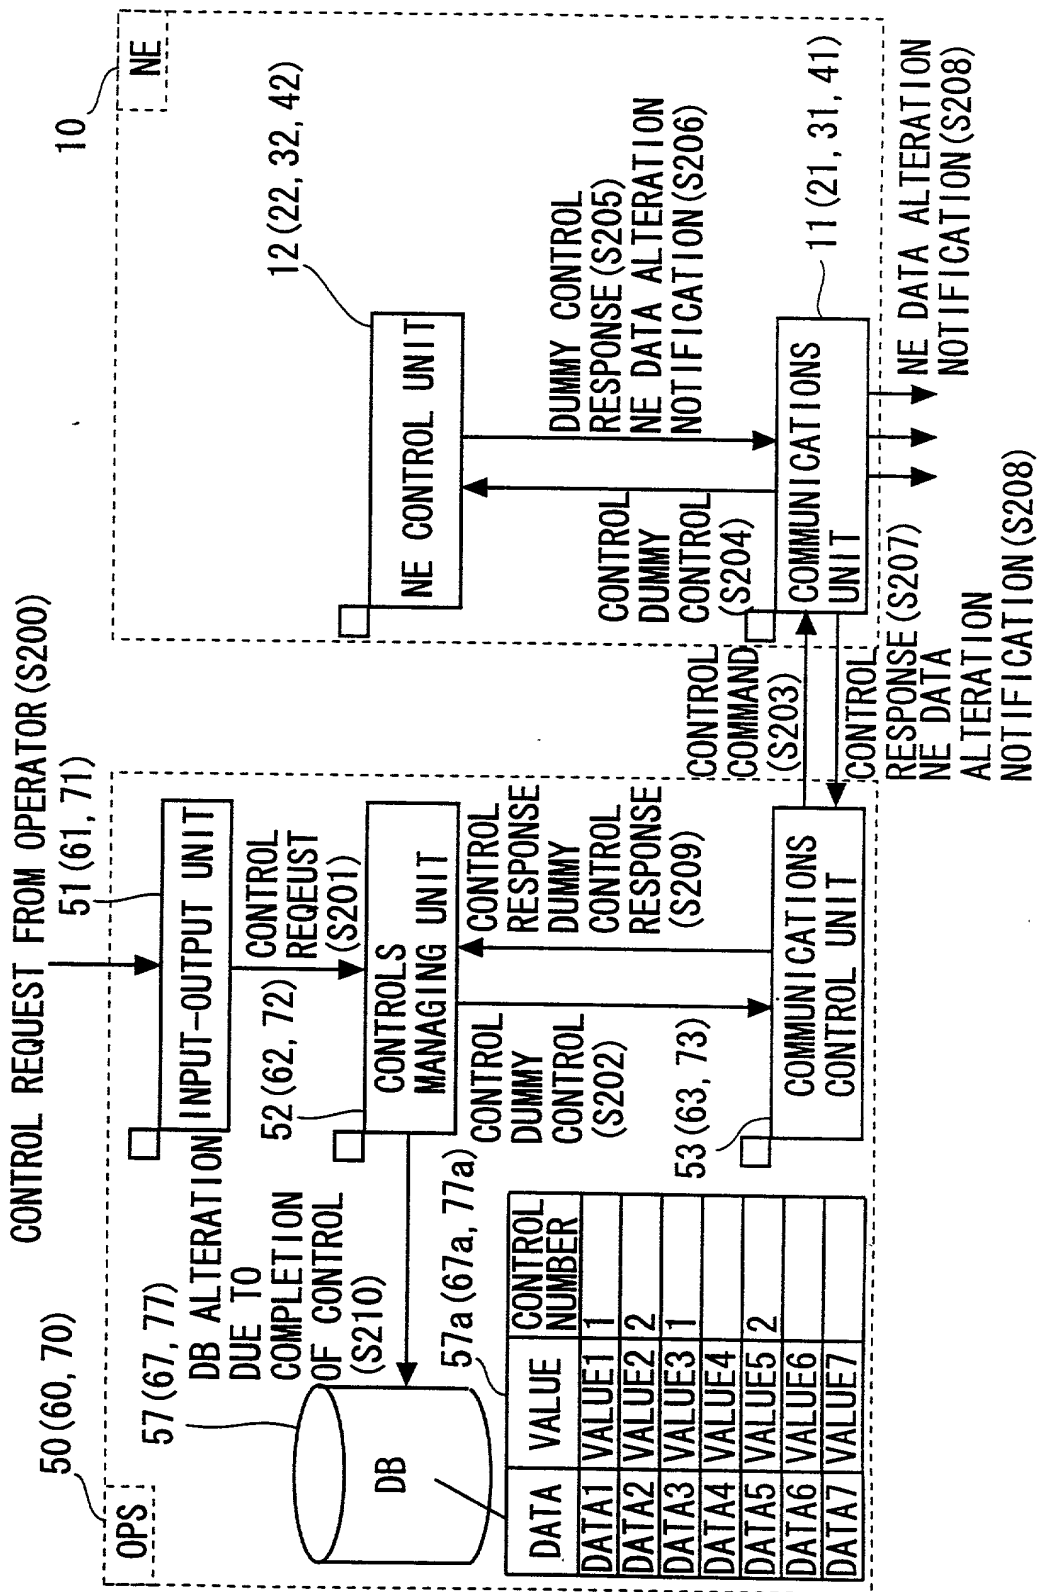 CONTROL REQUEST FROM OPERATOR(S200)
50(60, 70)
OPS
51(61, 71)
INPUT-OUTPUT UNIT
CONTROL
REQEUST
(S201)
57(67, 77)
DB ALTERATION
DUE TO
COMPLETION
OF CONTROL
(S210)
52(62, 72)
CONTROLS
MANAGING UNIT
DB
CONTROL
DUMMY
CONTROL
(S202)
CONTROL
RESPONSE
DUMMY
CONTROL
RESPONSE
(S209)
57a(67a, 77a)
DATA VALUE CONTROL
NUMBER
DATA1 VALUE1 1
DATA2 VALUE2 2
DATA3 VALUE3 1
DATA4 VALUE4
DATA5 VALUE5 2
DATA6 VALUE6
DATA7 VALUE7
53(63, 73)
COMMUNICATIONS
CONTROL UNIT
CONTROL
COMMAND
(S203)
CONTROL
RESPONSE(S207)
NE DATA
ALTERATION
NOTIFICATION(S208)
10
NE
12(22, 32, 42)
NE CONTROL UNIT
CONTROL
DUMMY
CONTROL
(S204)
DUMMY CONTROL
RESPONSE(S205)
NE DATA ALTERATION
NOTIFICATION(S206)
11(21, 31, 41)
COMMUNICATIONS
UNIT
NE DATA ALTERATION
NOTIFICATION(S208)